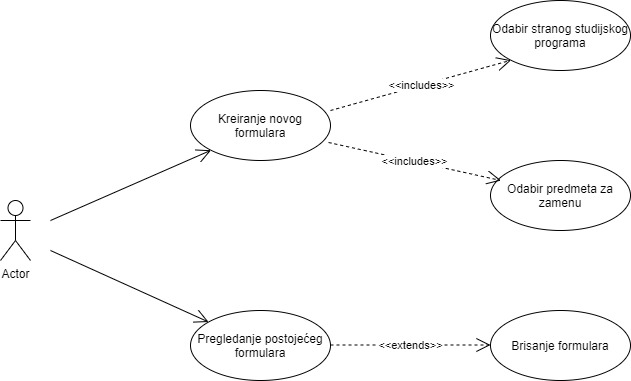 Odabir stranog studijskog
programa
<<includes>>
Kreiranje novog
formulara
<<includes>>
Odabir predmeta za
zamenu
Actor
Pregledanje postojećeg
formulara
<<extends>>
Brisanje formulara